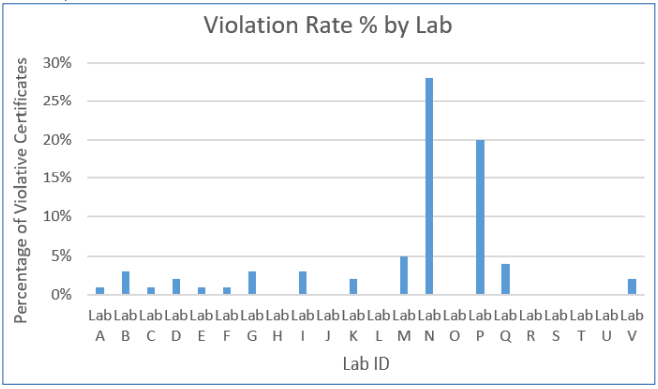 Violation Rate % by Lab
Percentage of Violative Certificates
30%
25%
20%
15%
10%
5%
0%
Lab Lab Lab Lab Lab Lab Lab Lab Lab Lab Lab Lab Lab Lab Lab Lab Lab Lab Lab Lab Lab Lab
A B C D E F G H I J K L M N O P Q R S T U V
Lab ID